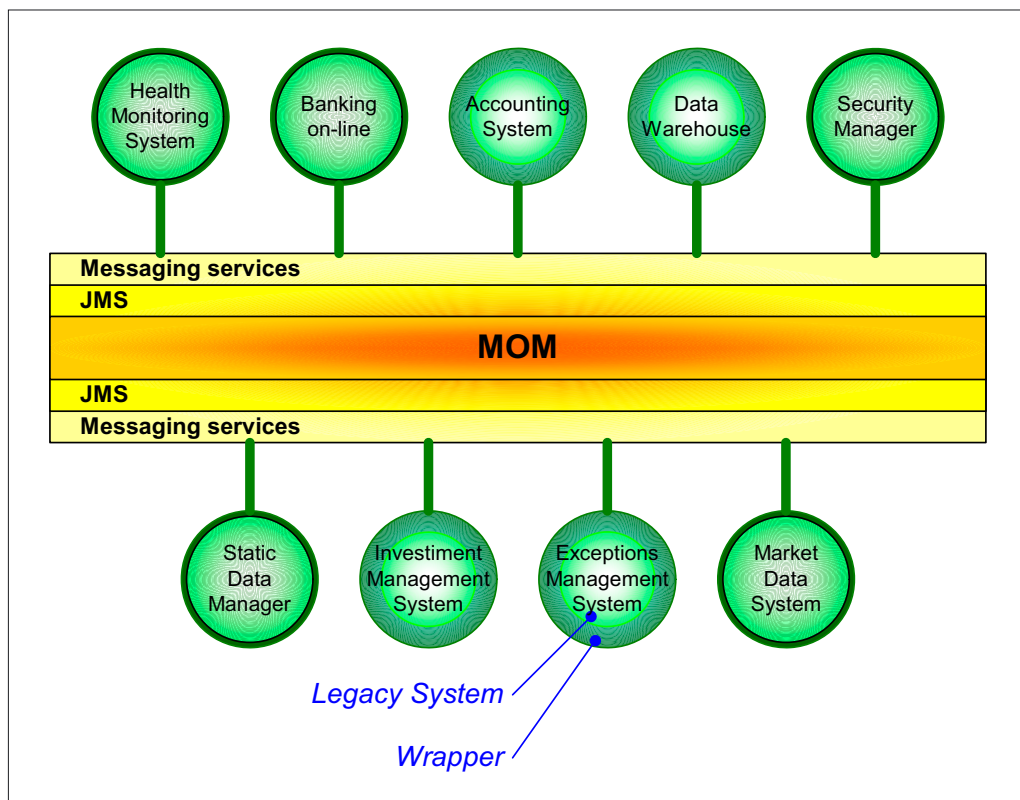 Health
Monitoring
System
Banking
on-line
Accounting
System
Data
Warehouse
Security
Manager
Messaging services
JMS
MOM
JMS
Messaging services
Static
Data
Manager
Investiment
Management
System
Exceptions
Management
System
Market
Data
System
Legacy System
Wrapper